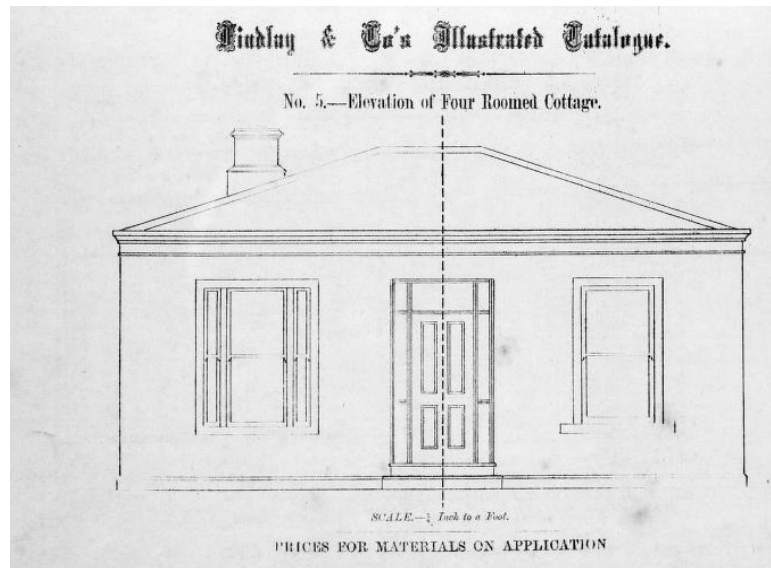 Findlay & Co's Illustrated Catalogue.
No. 5.—Elevation of Four Roomed Cottage.
SCALE.—¼ Inch to a Foot.
PRICES FOR MATERIALS ON APPLICATION